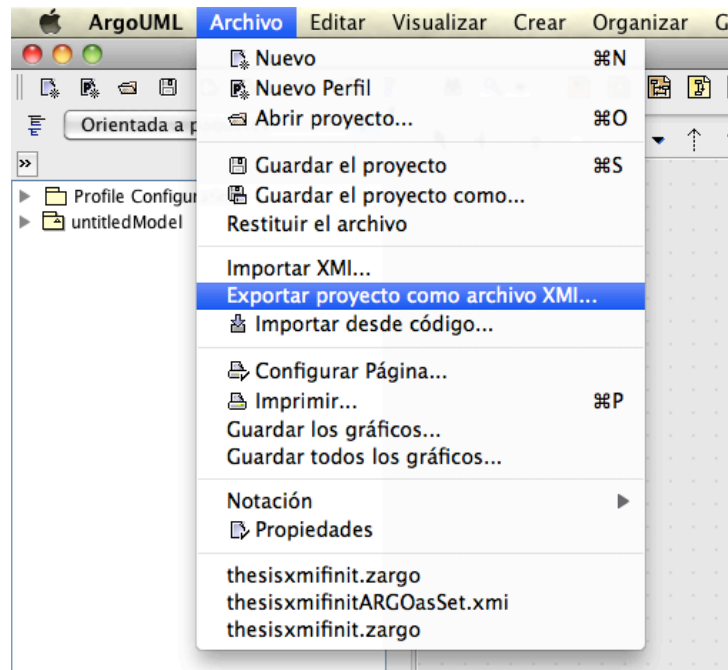 ArgoUML Archivo Editar Visualizar Crear Organizar G
Nuevo ⌘N
Nuevo Perfil
Abrir proyecto... ⌘O
Guardar el proyecto ⌘S
Guardar el proyecto como...
Restituir el archivo
Importar XMI...
Exportar proyecto como archivo XMI...
Importar desde código...
Configurar Página...
Imprimir... ⌘P
Guardar los gráficos...
Guardar todos los gráficos...
Notación
Propiedades
thesisxmifinit.zargo
thesisxmifinitARGOasSet.xmi
thesisxmifinit.zargo
Orientada a p
»
Profile Configur
untitledModel